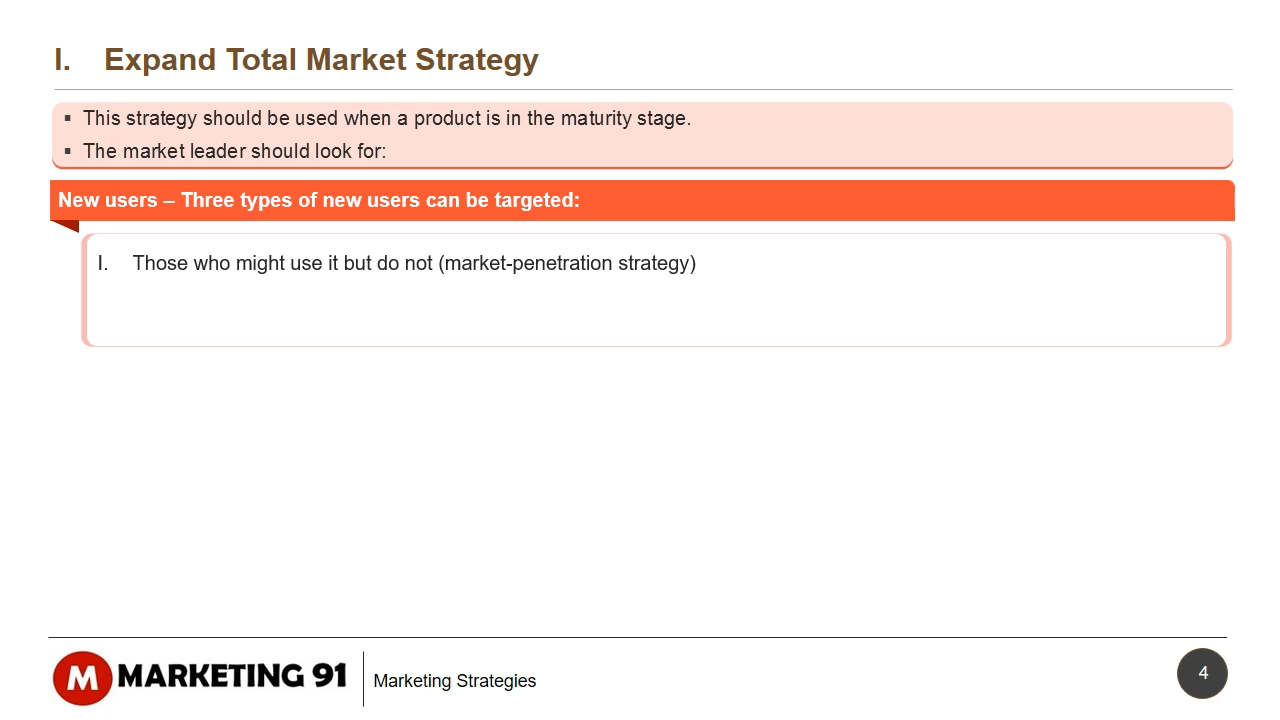 I. Expand Total Market Strategy
▪ This strategy should be used when a product is in the maturity stage.
▪ The market leader should look for:
New users – Three types of new users can be targeted:
I. Those who might use it but do not (market-penetration strategy)
M MARKETING 91
Marketing Strategies
4